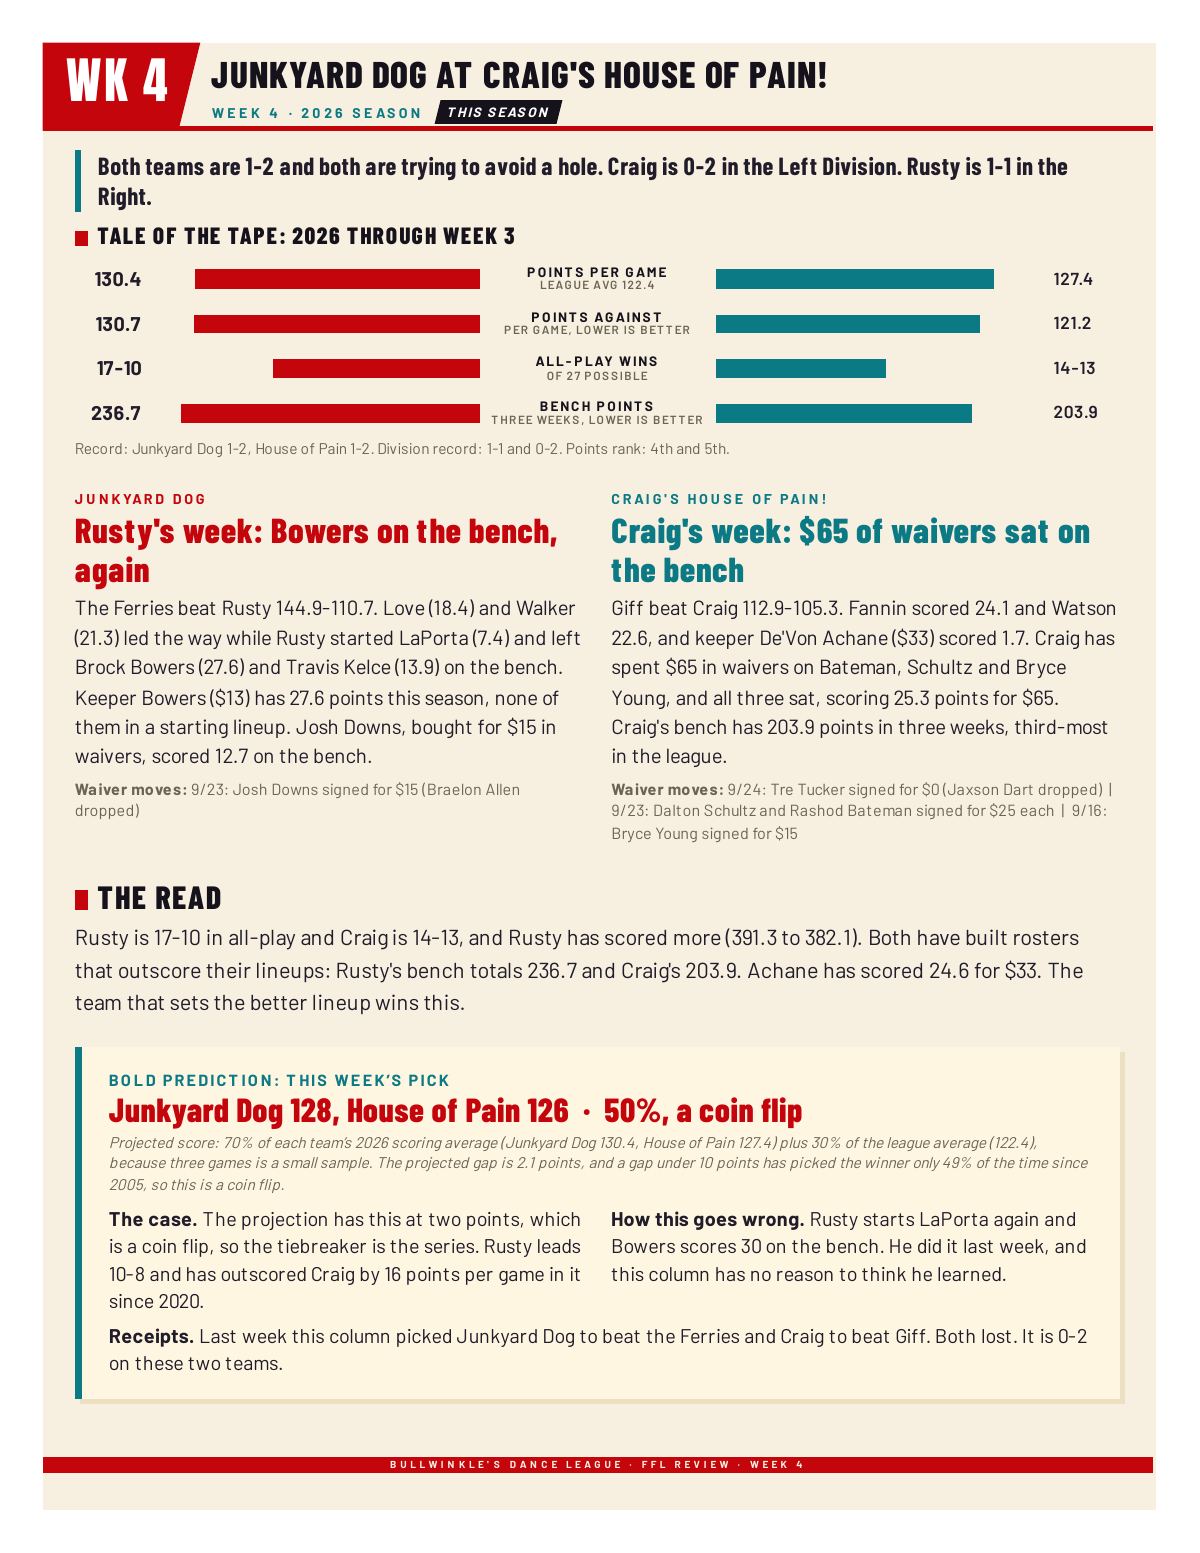 WK 4
JUNKYARD DOG AT CRAIG'S HOUSE OF PAIN!
WEEK 4 · 2026 SEASON THIS SEASON
Both teams are 1-2 and both are trying to avoid a hole. Craig is 0-2 in the Left Division. Rusty is 1-1 in the
Right.
TALE OF THE TAPE: 2026 THROUGH WEEK 3
130.4 POINTS PER GAME 127.4
LEAGUE AVG 122.4
130.7 POINTS AGAINST 121.2
PER GAME, LOWER IS BETTER
17-10 ALL-PLAY WINS 14-13
OF 27 POSSIBLE
236.7 BENCH POINTS 203.9
THREE WEEKS, LOWER IS BETTER
Record: Junkyard Dog 1-2, House of Pain 1-2. Division record: 1-1 and 0-2. Points rank: 4th and 5th.
JUNKYARD DOG
Rusty's week: Bowers on the bench,
again
The Ferries beat Rusty 144.9-110.7. Love (18.4) and Walker
(21.3) led the way while Rusty started LaPorta (7.4) and left
Brock Bowers (27.6) and Travis Kelce (13.9) on the bench.
Keeper Bowers ($13) has 27.6 points this season, none of
them in a starting lineup. Josh Downs, bought for $15 in
waivers, scored 12.7 on the bench.
Waiver moves: 9/23: Josh Downs signed for $15 (Braelon Allen
dropped)
CRAIG'S HOUSE OF PAIN!
Craig's week: $65 of waivers sat on
the bench
Giff beat Craig 112.9-105.3. Fannin scored 24.1 and Watson
22.6, and keeper De'Von Achane ($33) scored 1.7. Craig has
spent $65 in waivers on Bateman, Schultz and Bryce
Young, and all three sat, scoring 25.3 points for $65.
Craig's bench has 203.9 points in three weeks, third-most
in the league.
Waiver moves: 9/24: Tre Tucker signed for $0 (Jaxson Dart dropped) |
9/23: Dalton Schultz and Rashod Bateman signed for $25 each | 9/16:
Bryce Young signed for $15
THE READ
Rusty is 17-10 in all-play and Craig is 14-13, and Rusty has scored more (391.3 to 382.1). Both have built rosters
that outscore their lineups: Rusty's bench totals 236.7 and Craig's 203.9. Achane has scored 24.6 for $33. The
team that sets the better lineup wins this.
BOLD PREDICTION: THIS WEEK'S PICK
Junkyard Dog 128, House of Pain 126 · 50%, a coin flip
Projected score: 70% of each team's 2026 scoring average (Junkyard Dog 130.4, House of Pain 127.4) plus 30% of the league average (122.4),
because three games is a small sample. The projected gap is 2.1 points, and a gap under 10 points has picked the winner only 49% of the time since
2005, so this is a coin flip.
The case. The projection has this at two points, which
is a coin flip, so the tiebreaker is the series. Rusty leads
10-8 and has outscored Craig by 16 points per game in it
since 2020.
How this goes wrong. Rusty starts LaPorta again and
Bowers scores 30 on the bench. He did it last week, and
this column has no reason to think he learned.
Receipts. Last week this column picked Junkyard Dog to beat the Ferries and Craig to beat Giff. Both lost. It is 0-2
on these two teams.
BULLWINKLE'S DANCE LEAGUE · FFL REVIEW · WEEK 4